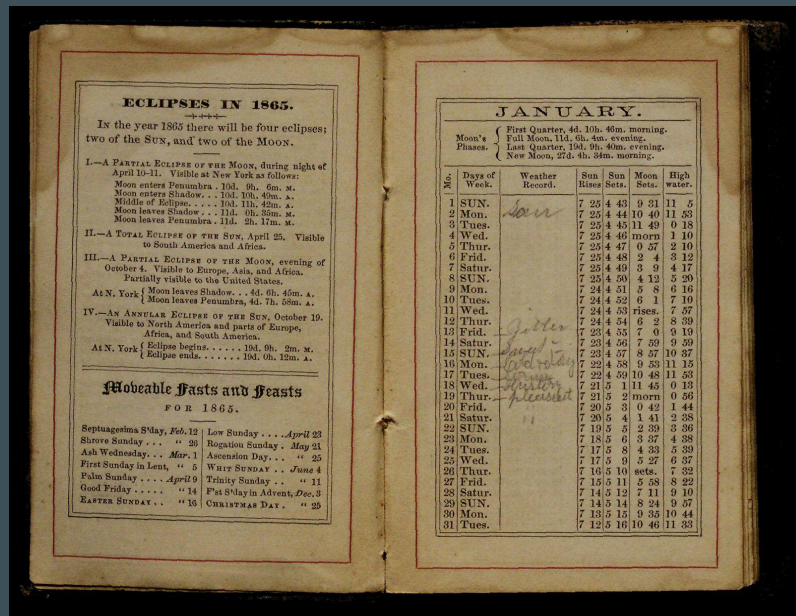 ECLIPSES IN 1865.
In the year 1865 there will be four eclipses;
two of the Sun, and two of the Moon.
I.—A Partial Eclipse of the Moon, during night of
April 10-11. Visible at New York as follows:
Moon enters Penumbra . 10d. 9h. 6m. M.
Moon enters Shadow . . . 10d. 10h. 49m. A.
Middle of Eclipse. . . . . 10d. 11h. 42m. A.
Moon leaves Shadow . . . 11d. 0h. 35m. M.
Moon leaves Penumbra . 11d. 2h. 17m. M.
II.—A Total Eclipse of the Sun, April 25. Visible
to South America and Africa.
III.—A Partial Eclipse of the Moon, evening of
October 4. Visible to Europe, Asia, and Africa.
Partially visible to the United States.
At N. York { Moon leaves Shadow. . . 4d. 6h. 45m. A.
Moon leaves Penumbra, 4d. 7h. 58m. A.
IV.—An Annular Eclipse of the Sun, October 19.
Visible to North America and parts of Europe,
Africa, and South America.
At N. York { Eclipse begins. . . . . . 19d. 9h. 2m. M.
Eclipse ends. . . . . . . 19d. 0h. 12m. A.
Moveable Fasts and Feasts
FOR 1865.
Septuagesima S'day, Feb. 12
Shrove Sunday . . . " 26
Ash Wednesday. . . Mar. 1
First Sunday in Lent, " 5
Palm Sunday . . . . April 9
Good Friday . . . . . " 14
Easter Sunday . . " 16
Low Sunday . . . . April 23
Rogation Sunday . May 21
Ascension Day. . . " 25
Whit Sunday . . June 4
Trinity Sunday . . " 11
F'st S'day in Advent, Dec. 3
Christmas Day . " 25
JANUARY.
Moon's Phases. { First Quarter, 4d. 10h. 46m. morning.
Full Moon, 11d. 6h. 4m. evening.
Last Quarter, 19d. 9h. 40m. evening.
New Moon, 27d. 4h. 34m. morning.
Mo. Days of Week. Weather Record. Sun Rises Sun Sets. Moon Sets. High water.
1 SUN. 7 25 4 43 9 31 11 5
2 Mon. 7 25 4 44 10 40 11 53
3 Tues. 7 25 4 45 11 49 0 18
4 Wed. 7 25 4 46 morn 1 10
5 Thur. 7 25 4 47 0 57 2 10
6 Frid. 7 25 4 48 2 4 3 12
7 Satur. 7 25 4 49 3 9 4 17
8 SUN. 7 25 4 50 4 12 5 20
9 Mon. 7 24 4 51 5 8 6 16
10 Tues. 7 24 4 52 6 1 7 10
11 Wed. 7 24 4 53 rises. 7 57
12 Thur. 7 24 4 54 6 2 8 39
13 Frid. 7 23 4 55 7 0 9 19
14 Satur. 7 23 4 56 7 59 9 59
15 SUN. 7 23 4 57 8 57 10 37
16 Mon. 7 22 4 58 9 53 11 15
17 Tues. 7 22 4 59 10 48 11 53
18 Wed. 7 21 5 1 11 45 0 13
19 Thur. pleasant 7 21 5 2 morn 0 56
20 Frid. " 7 20 5 3 0 42 1 44
21 Satur. " 7 20 5 4 1 41 2 38
22 SUN. 7 19 5 5 2 39 3 36
23 Mon. 7 18 5 6 3 37 4 38
24 Tues. 7 17 5 8 4 33 5 39
25 Wed. 7 17 5 9 5 27 6 37
26 Thur. 7 16 5 10 sets. 7 32
27 Frid. 7 15 5 11 5 58 8 22
28 Satur. 7 14 5 12 7 11 9 10
29 SUN. 7 14 5 14 8 24 9 57
30 Mon. 7 13 5 15 9 35 10 44
31 Tues. 7 12 5 16 10 46 11 33